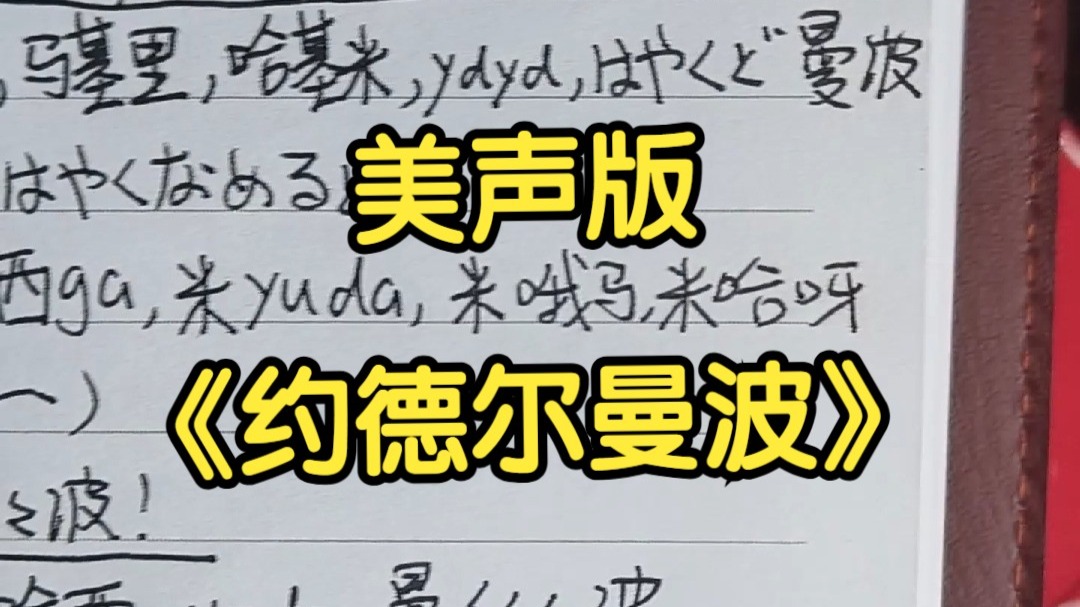 ,马基里,哈基米,ydyd,はやくど曼波
はやくなめる
美声版
西ga,米yuda,米哦马,米哈呀
《约德尔曼波》
一)
波!
曼